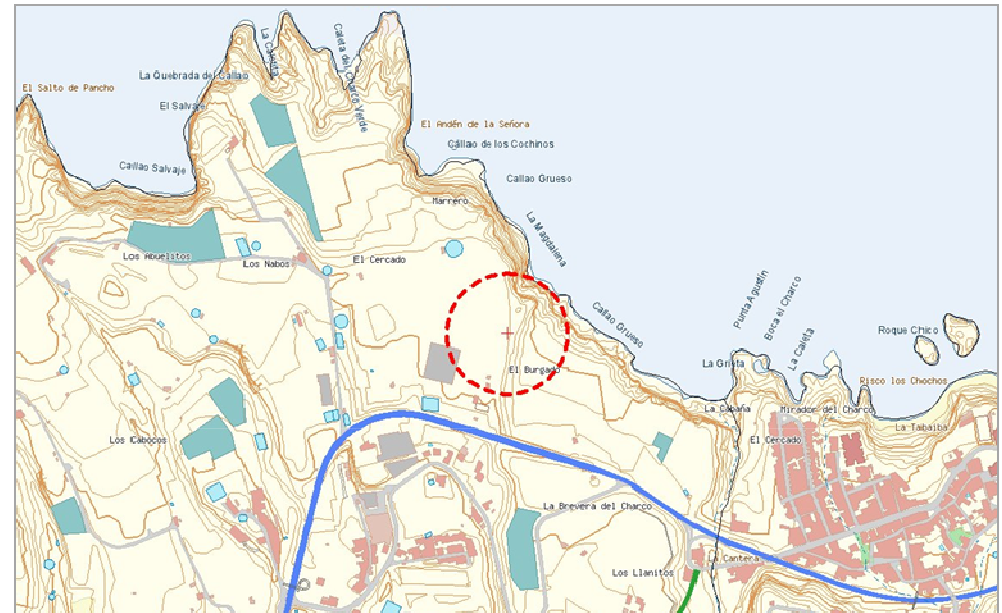 La Caleta
Caleta del Charco Verde
La Quebrada del Callao
El Salto de Pancho
El Salvaje
El Andén de la Señora
Callao de los Cochinos
Callao Salvaje
Callao Grueso
Marrero
La Magdalena
Los Abuelitos
Los Nabos
El Cercado
Punta Agustín
Boca el Charco
Callao Grueso
La Caleta
Roque Chico
La Grieta
El Burgado
Risco los Chochos
La Cabaña
Mirador del Charco
La Tabaiba
Los Cabocos
El Cercado
La Brevera del Charco
Cantera
Los Llanitos